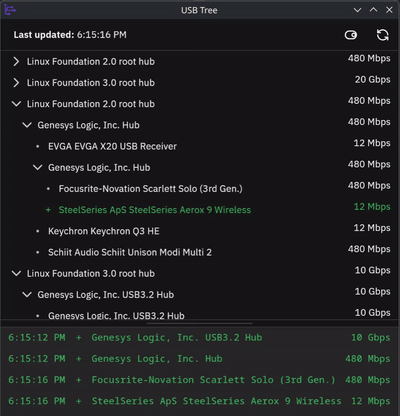 USB Tree
Last updated: 6:15:16 PM
Linux Foundation 2.0 root hub 480 Mbps
Linux Foundation 3.0 root hub 20 Gbps
Linux Foundation 2.0 root hub 480 Mbps
Genesys Logic, Inc. Hub 480 Mbps
• EVGA EVGA X20 USB Receiver 12 Mbps
Genesys Logic, Inc. Hub 480 Mbps
• Focusrite-Novation Scarlett Solo (3rd Gen.) 480 Mbps
+ SteelSeries ApS SteelSeries Aerox 9 Wireless 12 Mbps
• Keychron Keychron Q3 HE 12 Mbps
• Schiit Audio Schiit Unison Modi Multi 2 480 Mbps
Linux Foundation 3.0 root hub 10 Gbps
Genesys Logic, Inc. USB3.2 Hub 10 Gbps
• Genesys Logic, Inc. USB3.2 Hub 10 Gbps
6:15:12 PM + Genesys Logic, Inc. USB3.2 Hub 10 Gbps
6:15:12 PM + Genesys Logic, Inc. Hub 480 Mbps
6:15:16 PM + Focusrite-Novation Scarlett Solo (3rd Gen.) 480 Mbps
6:15:16 PM + SteelSeries ApS SteelSeries Aerox 9 Wireless 12 Mbps